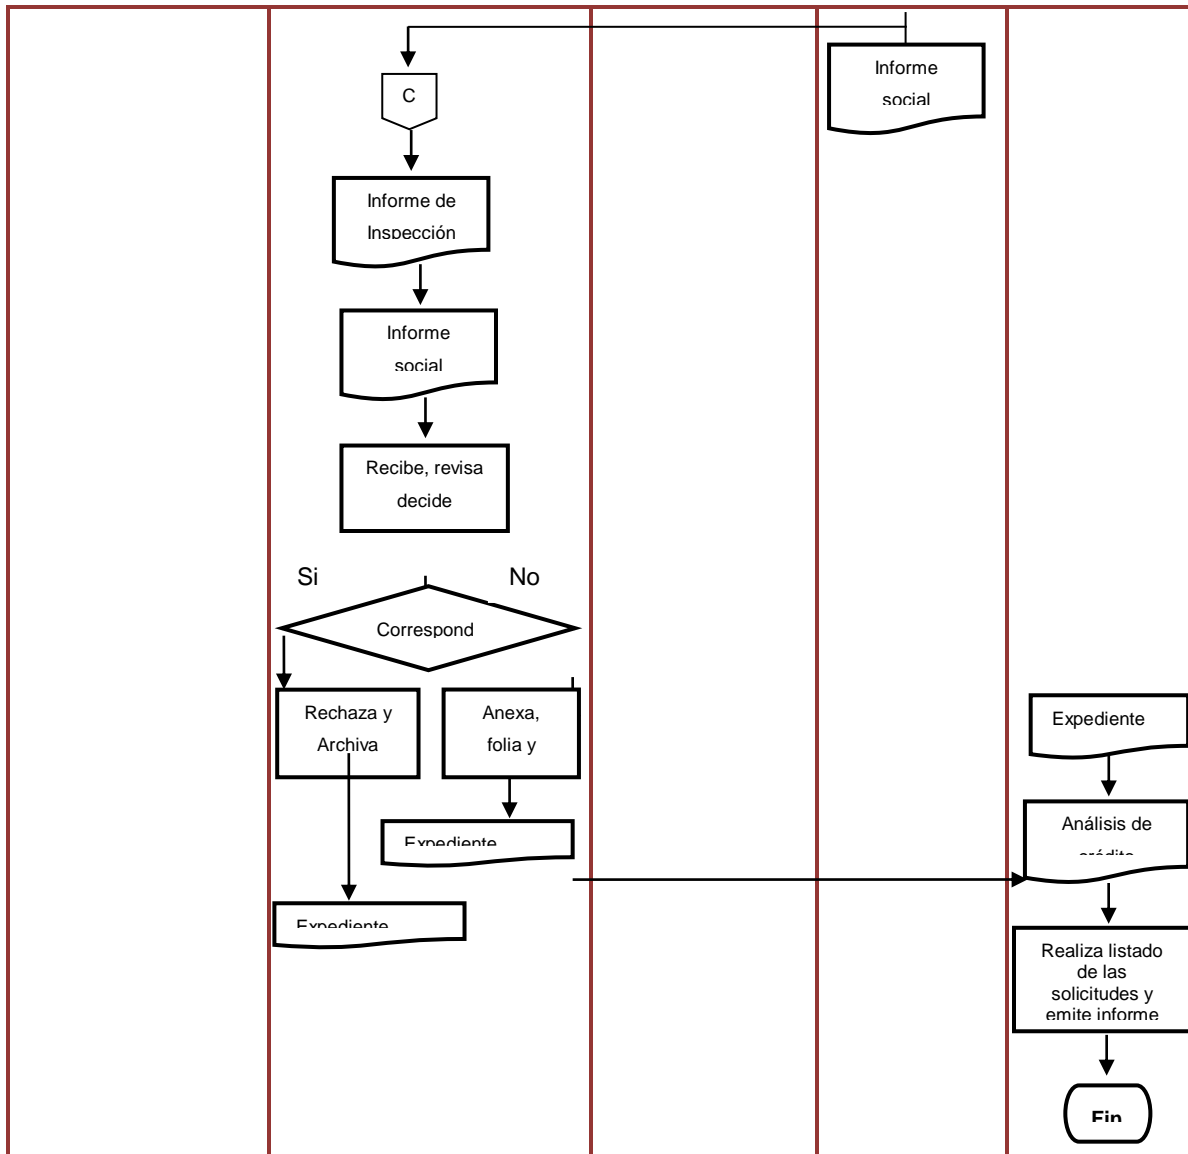 Informe
social
C
Informe de
Inspección
Informe
social
Recibe, revisa
decide
Si
No
Correspond
Rechaza y
Archiva
Anexa,
folia y
Expediente
Expediente
Expediente
Análisis de
crédito
Realiza listado
de las
solicitudes y
emite informe
Fin